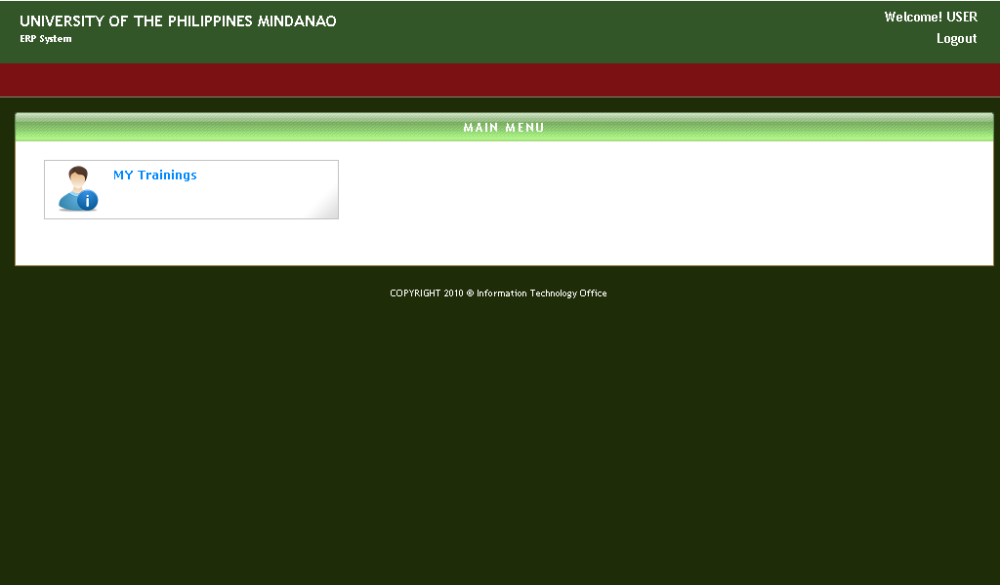 UNIVERSITY OF THE PHILIPPINES MINDANAO
ERP System
Welcome! USER
Logout
MAIN MENU
i
MY Trainings
COPYRIGHT 2010 © Information Technology Office